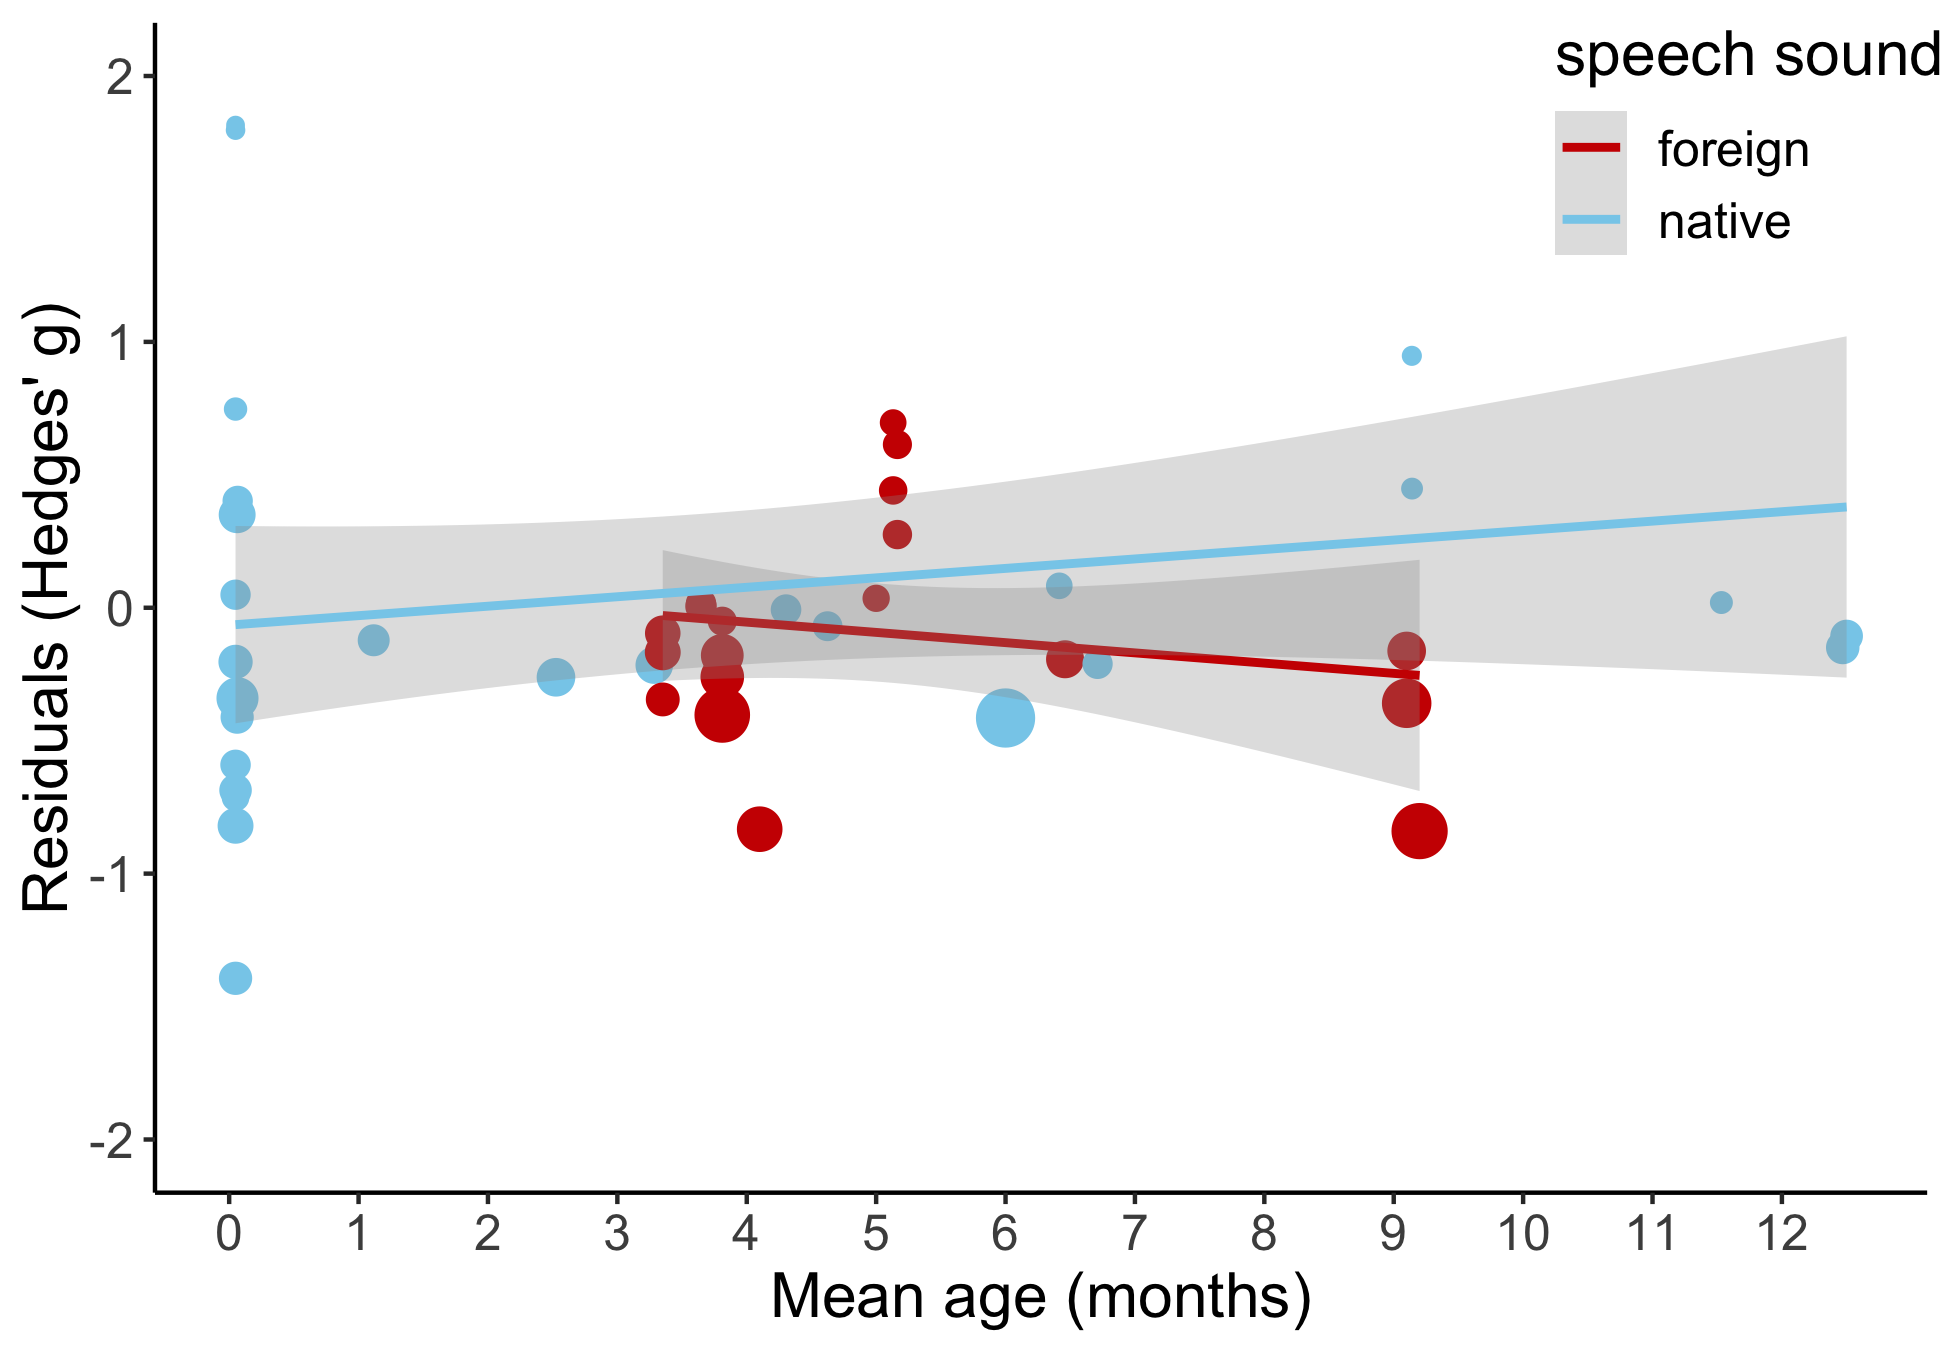 speech sound
foreign
native
Residuals (Hedges' g)
2
1
0
-1
-2
0 1 2 3 4 5 6 7 8 9 10 11 12
Mean age (months)